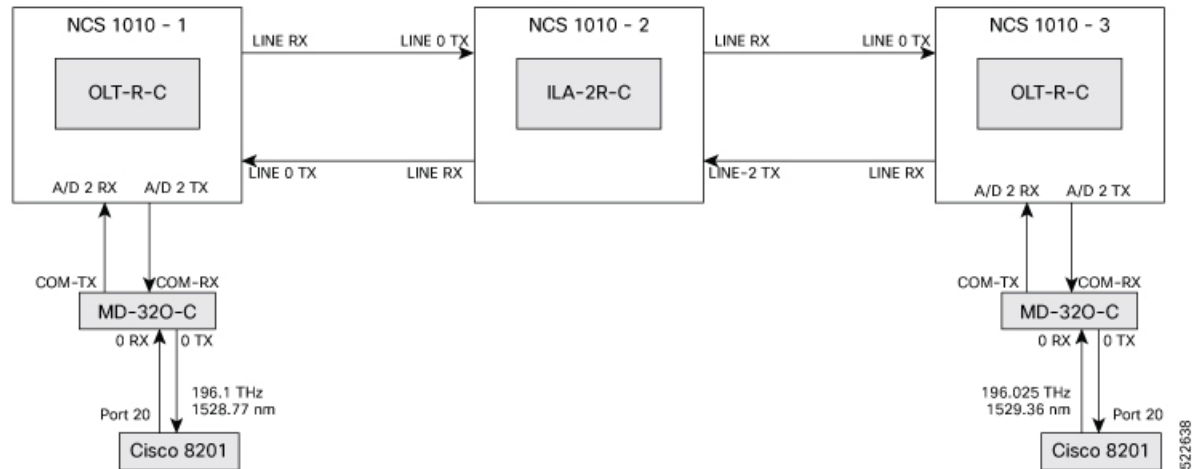 NCS 1010 - 1
NCS 1010 - 2
NCS 1010 - 3
LINE RX
LINE 0 TX
LINE RX
LINE 0 TX
OLT-R-C
ILA-2R-C
OLT-R-C
LINE 0 TX
LINE RX
LINE-2 TX
LINE RX
A/D 2 RX
A/D 2 TX
A/D 2 RX
A/D 2 TX
COM-TX
COM-RX
COM-TX
COM-RX
MD-32O-C
MD-32O-C
0 RX
0 TX
0 RX
0 TX
196.1 THz
1528.77 nm
196.025 THz
1529.36 nm
Port 20
Port 20
Cisco 8201
Cisco 8201
522638